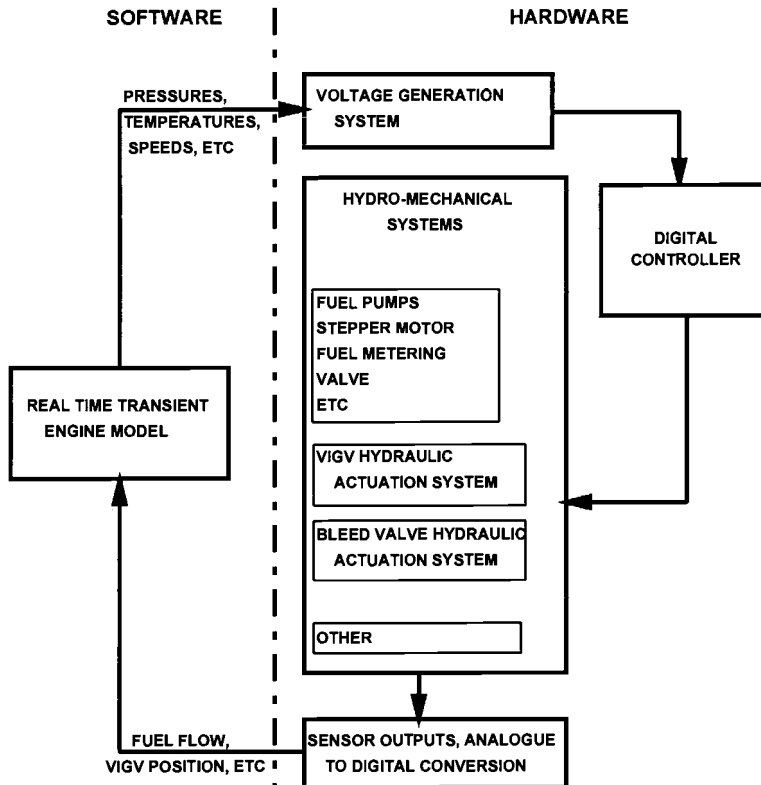 SOFTWARE
HARDWARE
PRESSURES,
TEMPERATURES,
SPEEDS, ETC
VOLTAGE GENERATION
SYSTEM
HYDRO-MECHANICAL
SYSTEMS
DIGITAL
CONTROLLER
FUEL PUMPS
STEPPER MOTOR
FUEL METERING
VALVE
ETC
REAL TIME TRANSIENT
ENGINE MODEL
VIGV HYDRAULIC
ACTUATION SYSTEM
BLEED VALVE HYDRAULIC
ACTUATION SYSTEM
OTHER
FUEL FLOW,
VIGV POSITION, ETC
SENSOR OUTPUTS, ANALOGUE
TO DIGITAL CONVERSION